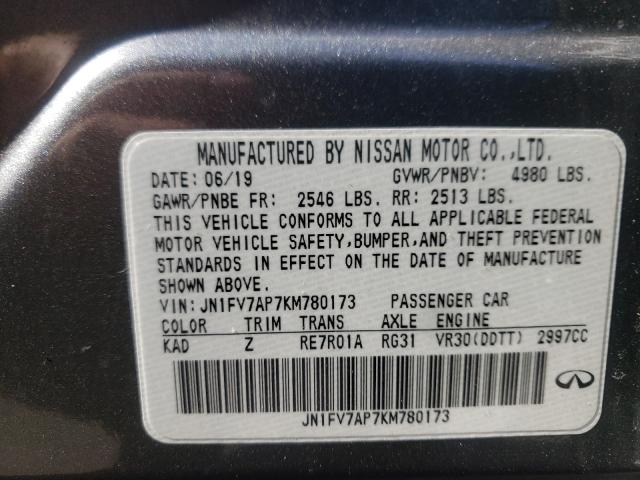 MANUFACTURED BY NISSAN MOTOR CO.,LTD.
DATE: 06/19 GVWR/PNBV: 4980 LBS.
GAWR/PNBE FR: 2546 LBS. RR: 2513 LBS.
THIS VEHICLE CONFORMS TO ALL APPLICABLE FEDERAL
MOTOR VEHICLE SAFETY,BUMPER,AND THEFT PREVENTION
STANDARDS IN EFFECT ON THE DATE OF MANUFACTURE
SHOWN ABOVE.
VIN: JN1FV7AP7KM780173 PASSENGER CAR
COLOR TRIM TRANS AXLE ENGINE
KAD Z RE7R01A RG31 VR30(DDTT) 2997CC
JN1FV7AP7KM780173